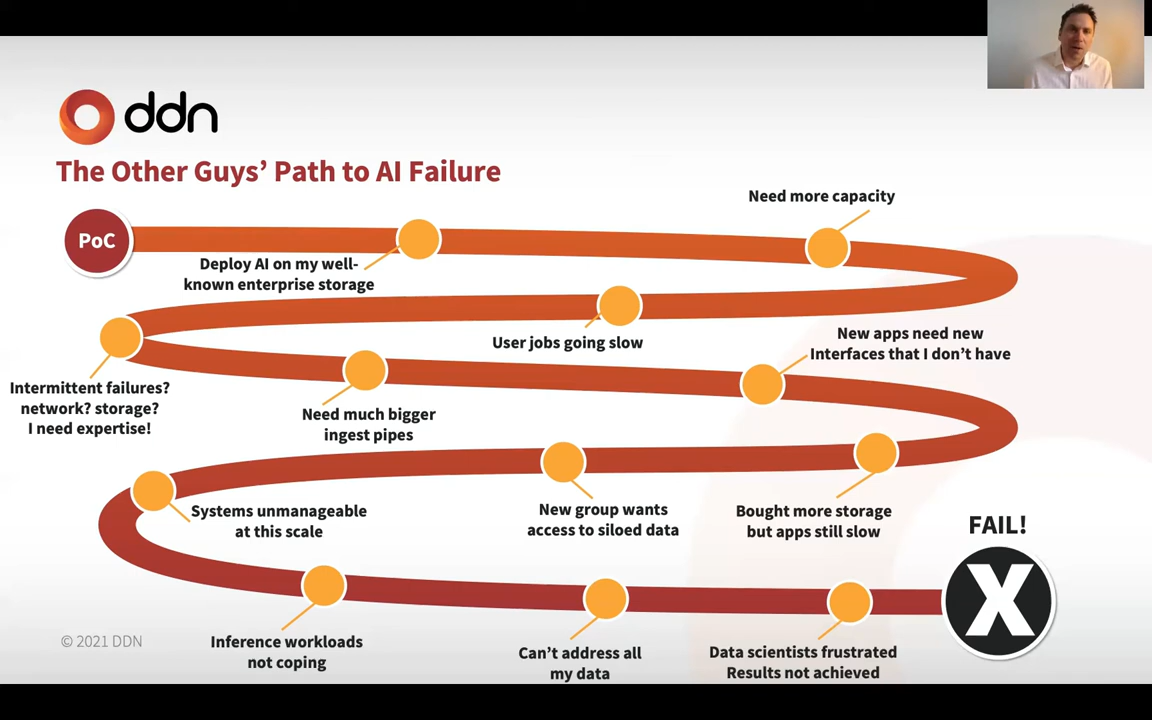 ddn
The Other Guys’ Path to AI Failure
PoC
Deploy AI on my well-
known enterprise storage
Need more capacity
User jobs going slow
Intermittent failures?
network? storage?
I need expertise!
Need much bigger
ingest pipes
New apps need new
Interfaces that I don’t have
Bought more storage
but apps still slow
New group wants
access to siloed data
Systems unmanageable
at this scale
Inference workloads
not coping
Can’t address all
my data
Data scientists frustrated
Results not achieved
FAIL!
X
© 2021 DDN